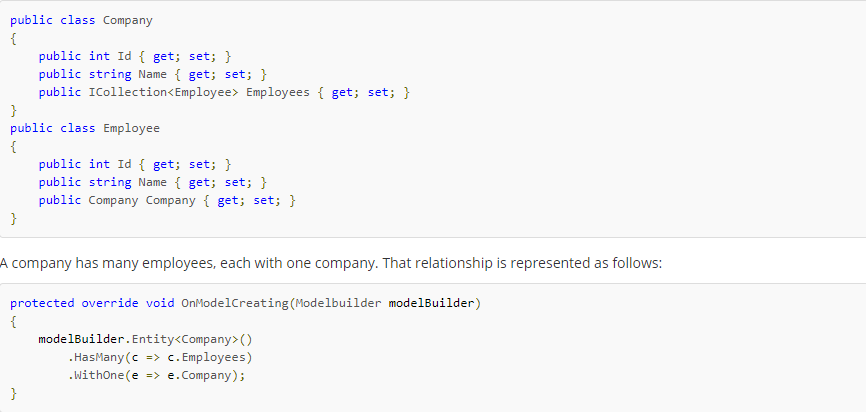 public class Company
{
    public int Id { get; set; }
    public string Name { get; set; }
    public ICollection<Employee> Employees { get; set; }
}
public class Employee
{
    public int Id { get; set; }
    public string Name { get; set; }
    public Company Company { get; set; }
}
A company has many employees, each with one company. That relationship is represented as follows:
protected override void OnModelCreating(Modelbuilder modelBuilder)
{
    modelBuilder.Entity<Company>()
        .HasMany(c => c.Employees)
        .WithOne(e => e.Company);
}